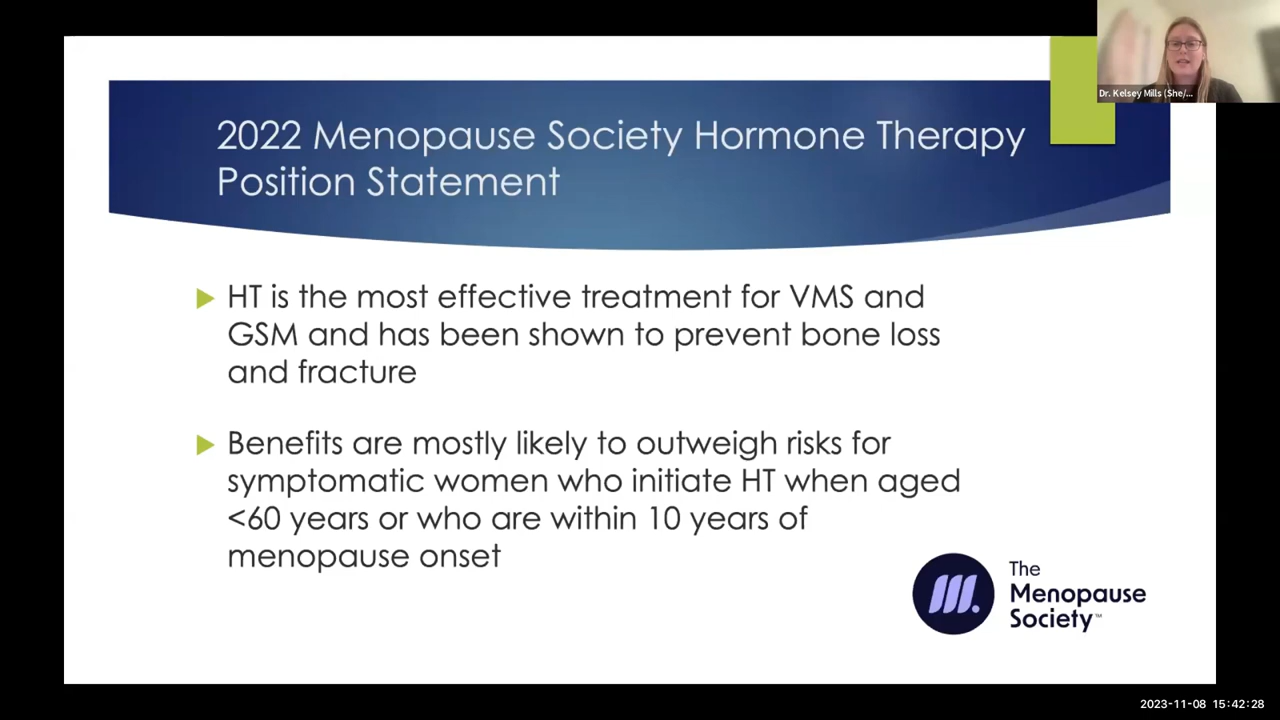 Dr. Kelsey Mills (She/...
2022 Menopause Society Hormone Therapy
Position Statement
HT is the most effective treatment for VMS and
GSM and has been shown to prevent bone loss
and fracture
Benefits are mostly likely to outweigh risks for
symptomatic women who initiate HT when aged
<60 years or who are within 10 years of
menopause onset
The
Menopause
Society™
2023-11-08 15:42:28